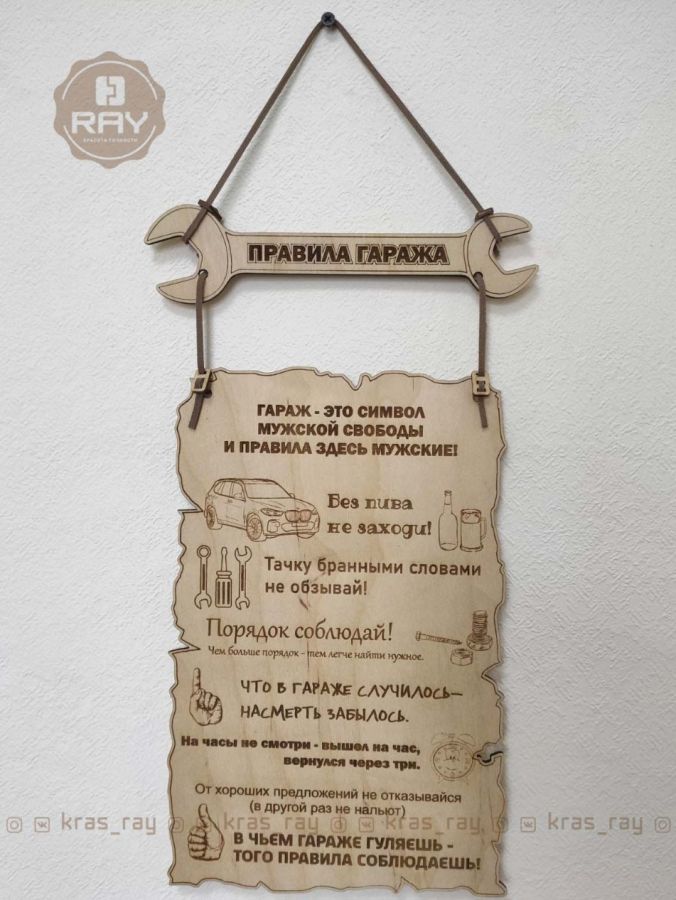 RAY
КРАСОТА ТОЧНОСТИ
ПРАВИЛА ГАРАЖА
ГАРАЖ - ЭТО СИМВОЛ
МУЖСКОЙ СВОБОДЫ
И ПРАВИЛА ЗДЕСЬ МУЖСКИЕ!
Без пива
не заходи!
Тачку бранными словами
не обзывай!
Порядок соблюдай!
Чем больше порядок - тем легче найти нужное.
ЧТО В ГАРАЖЕ СЛУЧИЛОСЬ—
НАСМЕРТЬ ЗАБЫЛОСЬ.
На часы не смотри - вышел на час,
вернулся через три.
От хороших предложений не отказывайся
(в другой раз не нальют)
kras_ray kras_ray kras_ray kras_ray
В ЧЬЕМ ГАРАЖЕ ГУЛЯЕШЬ -
ТОГО ПРАВИЛА СОБЛЮДАЕШЬ!